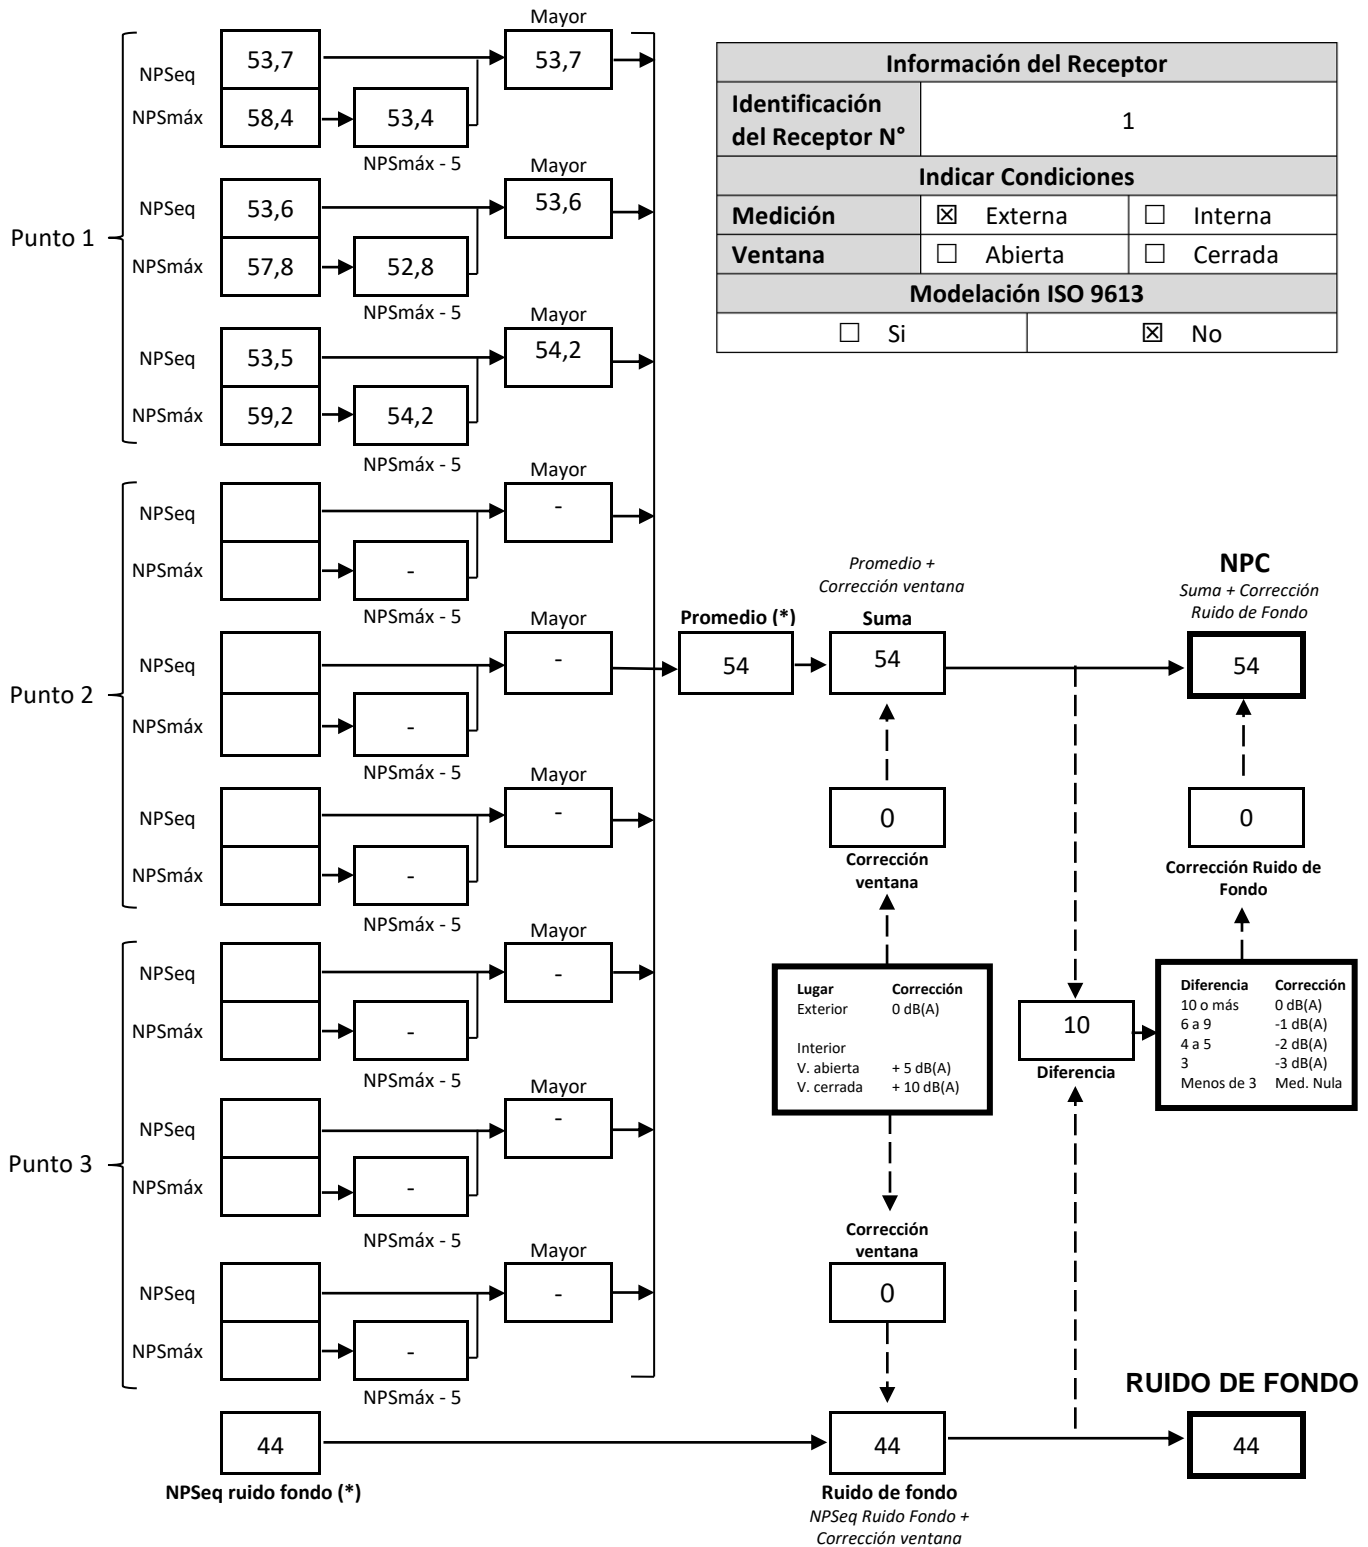 Información del Receptor
Identificación del Receptor N° 1
Indicar Condiciones
Medición ☒ Externa ☐ Interna
Ventana ☐ Abierta ☐ Cerrada
Modelación ISO 9613
☐ Si ☒ No
Punto 1
Mayor
NPSeq 53,7 53,7
NPSmáx 58,4 53,4
NPSmáx - 5
Mayor
NPSeq 53,6 53,6
NPSmáx 57,8 52,8
NPSmáx - 5
Mayor
NPSeq 53,5 54,2
NPSmáx 59,2 54,2
NPSmáx - 5
Punto 2
Mayor
NPSeq -
NPSmáx -
NPSmáx - 5
Mayor
NPSeq -
NPSmáx -
NPSmáx - 5
Mayor
NPSeq -
NPSmáx -
NPSmáx - 5
Punto 3
Mayor
NPSeq -
NPSmáx -
NPSmáx - 5
Mayor
NPSeq -
NPSmáx -
NPSmáx - 5
Mayor
NPSeq -
NPSmáx -
NPSmáx - 5
44
NPSeq ruido fondo (*)
Promedio (*)
54
Promedio +
Corrección ventana
Suma
54
0
Corrección
ventana
Lugar Corrección
Exterior 0 dB(A)
Interior
V. abierta + 5 dB(A)
V. cerrada + 10 dB(A)
Corrección
ventana
0
44
Ruido de fondo
NPSeq Ruido Fondo +
Corrección ventana
10
Diferencia
NPC
Suma + Corrección
Ruido de Fondo
54
0
Corrección Ruido de
Fondo
Diferencia Corrección
10 o más 0 dB(A)
6 a 9 -1 dB(A)
4 a 5 -2 dB(A)
3 -3 dB(A)
Menos de 3 Med. Nula
RUIDO DE FONDO
44